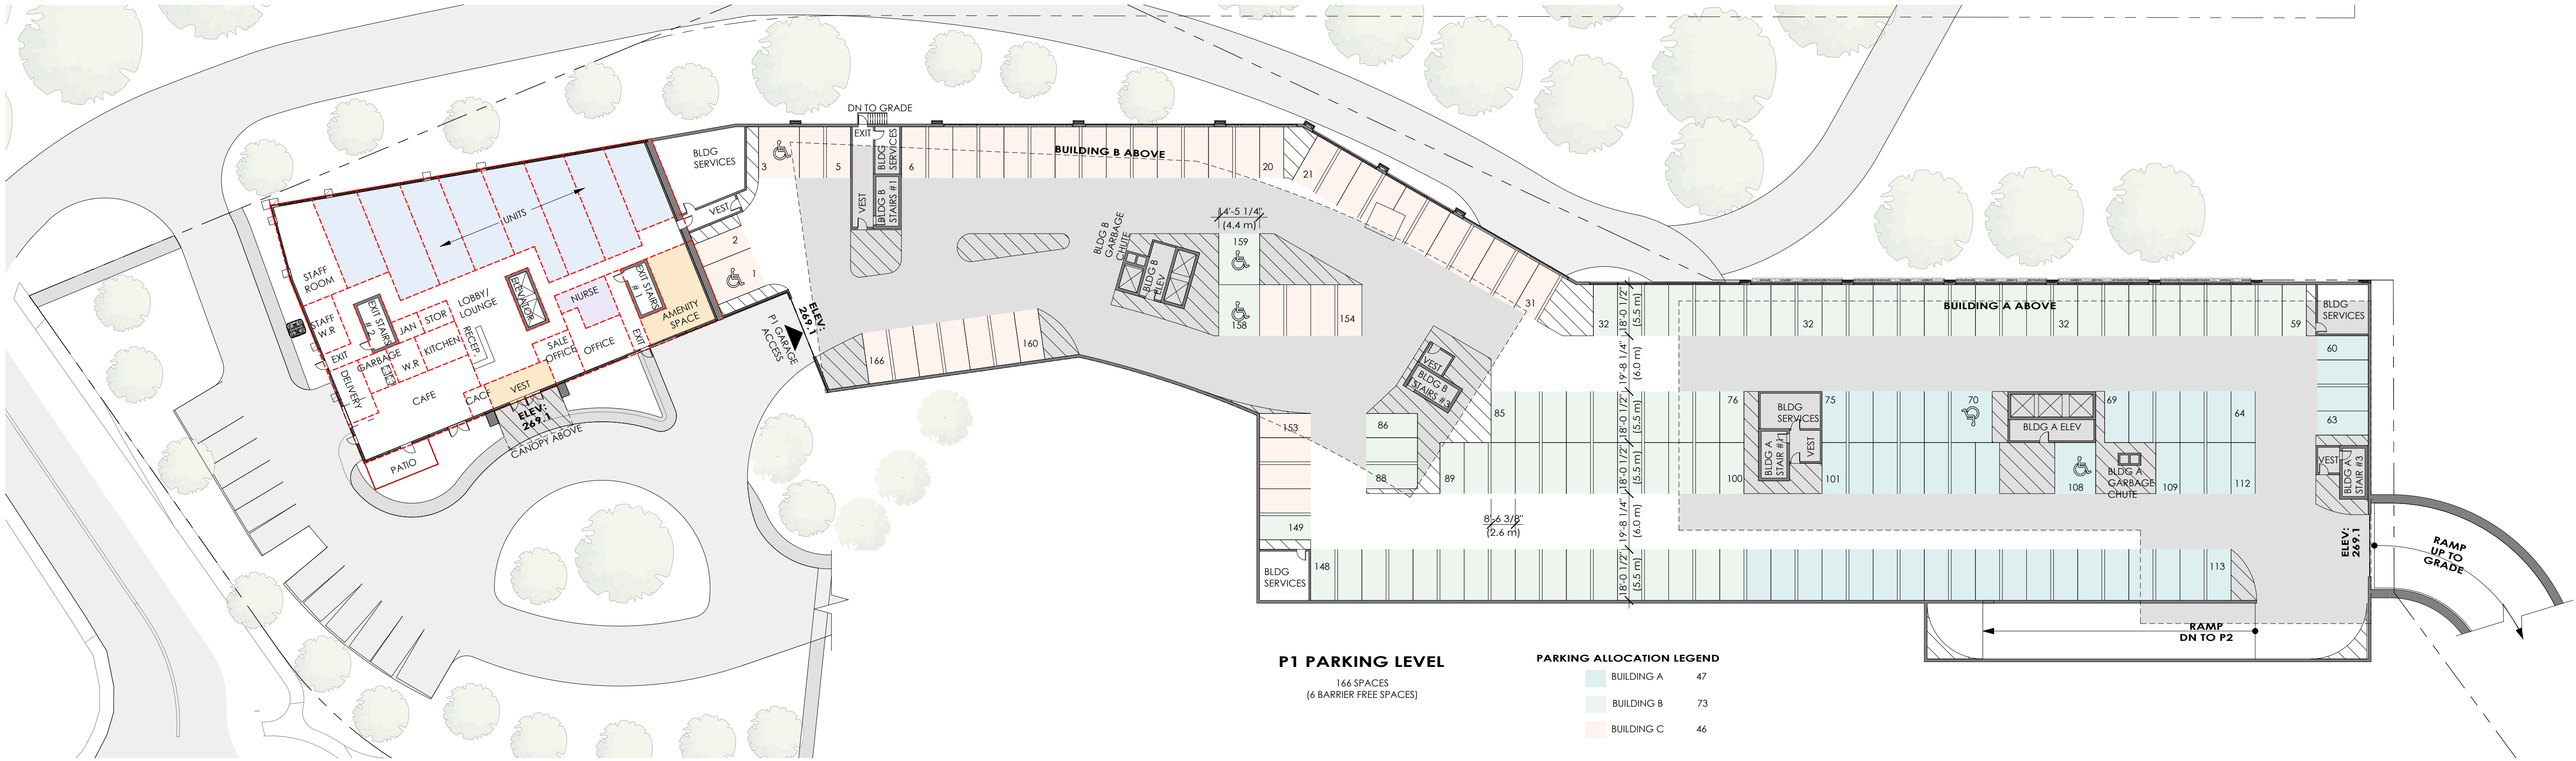 DN TO GRADE
EXIT
BLDG
SERVICES
VEST
BLDG B
STAIRS #1
BLDG
SERVICES
VEST
3
5
6
BUILDING B ABOVE
20
21
31
2
1
ELEV:
269.1
P1 GARAGE
ACCESS
166
160
BLDG B
GARBAGE
CHUTE
BLDG B
ELEV
14'-5 1/4"
(4.4 m)
159
158
154
UNITS
STAFF
ROOM
STAFF
W.R
EXIT STAIRS
# 2
JAN
STOR
LOBBY/
LOUNGE
ELEVATOR
NURSE
EXIT STAIRS
# 1
AMENITY
SPACE
EXIT
GARBAGE
W.R
KITCHEN
RECEP.
SALE
OFFICE
OFFICE
EXIT
DELIVERY
CAFE
CACF
VEST
ELEV:
269.1
CANOPY ABOVE
PATIO
VEST
BLDG B
STAIRS #3
18'-0 1/2"
(5.5 m)
19'-8 1/4"
(6.0 m)
18'-0 1/2"
(5.5 m)
18'-0 1/2"
(5.5 m)
19'-8 1/4"
(6.0 m)
18'-0 1/2"
(5.5 m)
32
32
BUILDING A ABOVE
32
59
BLDG
SERVICES
60
63
85
76
BLDG
SERVICES
75
70
69
64
BLDG A ELEV
153
86
88
89
100
BLDG A
STAIR #2
VEST
101
108
BLDG A
GARBAGE
CHUTE
109
112
VEST
BLDG A
STAIR #3
149
8'-6 3/8"
(2.6 m)
BLDG
SERVICES
148
113
ELEV:
269.1
RAMP
UP TO
GRADE
RAMP
DN TO P2
P1 PARKING LEVEL
166 SPACES
(6 BARRIER FREE SPACES)
PARKING ALLOCATION LEGEND
BUILDING A 47
BUILDING B 73
BUILDING C 46